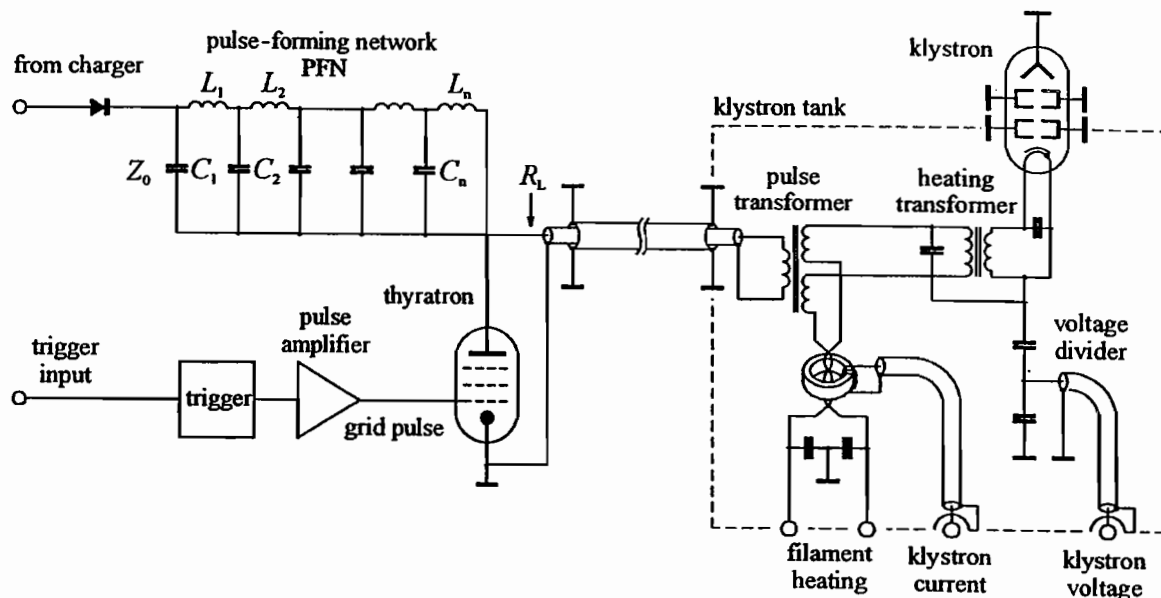 pulse-forming network
PFN
klystron
from charger
L₁
L₂
Lₙ
klystron tank
Z₀
C₁
C₂
Cₙ
R_L
pulse
transformer
heating
transformer
thyratron
pulse
amplifier
trigger
input
trigger
grid pulse
voltage
divider
filament
heating
klystron
current
klystron
voltage